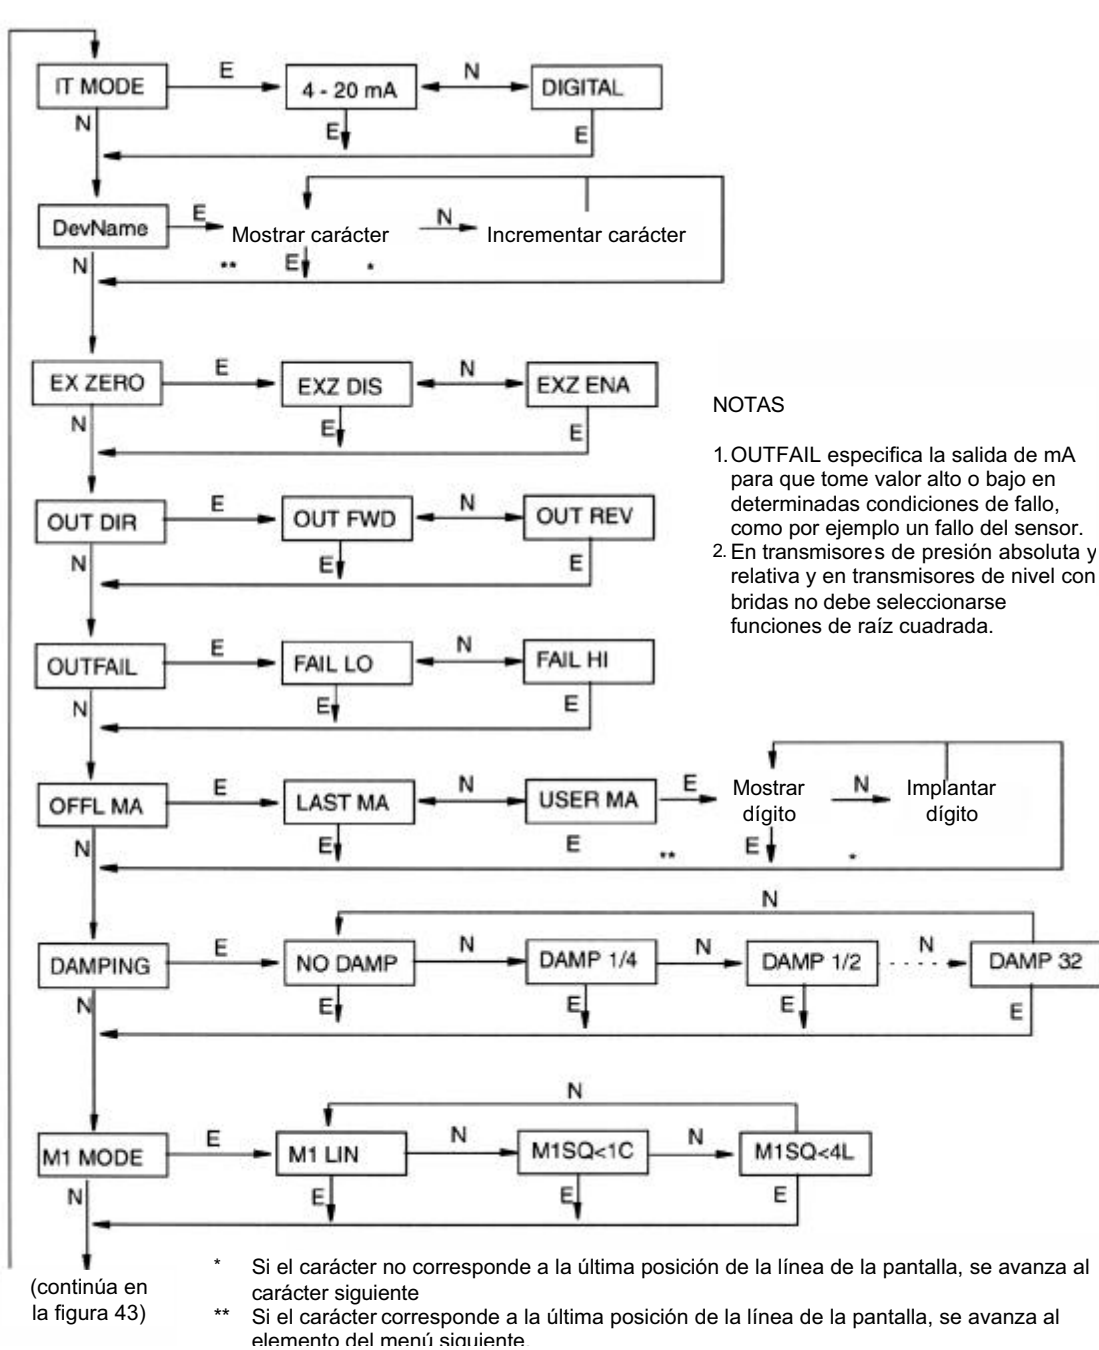 IT MODE E 4 - 20 mA N DIGITAL
N E E
DevName E Mostrar carácter N Incrementar carácter
N ** E *
EX ZERO E EXZ DIS N EXZ ENA
N E E
OUT DIR E OUT FWD N OUT REV
N E E
OUTFAIL E FAIL LO N FAIL HI
N E E
NOTAS
1. OUTFAIL especifica la salida de mA
para que tome valor alto o bajo en
determinadas condiciones de fallo,
como por ejemplo un fallo del sensor.
2. En transmisores de presión absoluta y
relativa y en transmisores de nivel con
bridas no debe seleccionarse
funciones de raíz cuadrada.
OFFL MA E LAST MA N USER MA E Mostrar
dígito N Implantar
dígito
N E E ** E *
N
DAMPING E NO DAMP N DAMP 1/4 N DAMP 1/2 N DAMP 32
N E E E E
N
M1 MODE E M1 LIN N M1SQ<1C N M1SQ<4L
N E E E
(continúa en
la figura 43)
* Si el carácter no corresponde a la última posición de la línea de la pantalla, se avanza al
carácter siguiente
** Si el carácter corresponde a la última posición de la línea de la pantalla, se avanza al
elemento del menú siguiente.